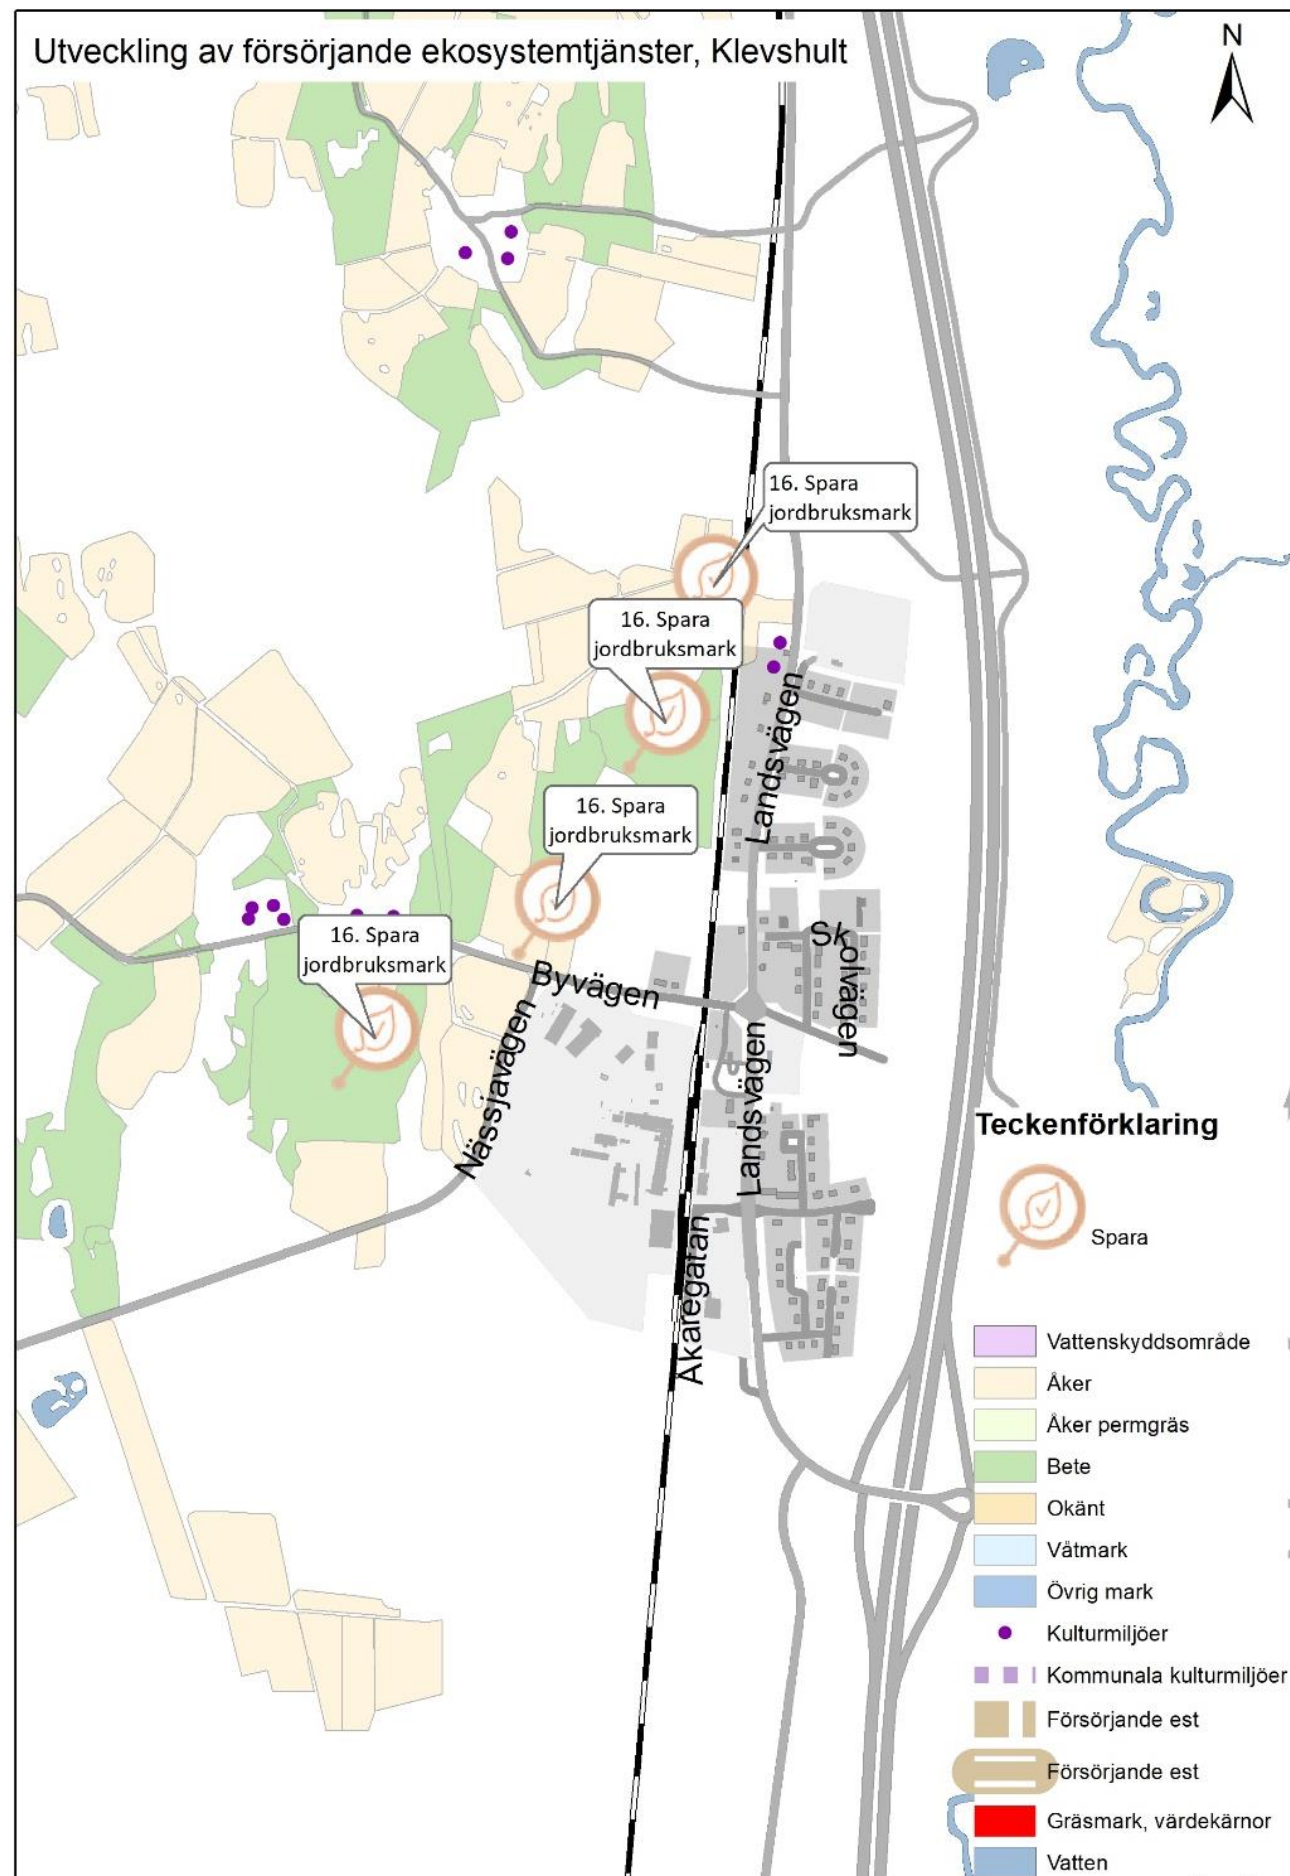 Utveckling av försörjande ekosystemtjänster, Klevshult
N
16. Spara
jordbruksmark
16. Spara
jordbruksmark
16. Spara
jordbruksmark
16. Spara
jordbruksmark
Landsvägen
Skolvägen
Byvägen
Nässjavägen
Landsvägen
Åkaregatan
Teckenförklaring
Spara
Vattenskyddsområde
Åker
Åker permgräs
Bete
Okänt
Våtmark
Övrig mark
Kulturmiljöer
Kommunala kulturmiljöer
Försörjande est
Försörjande est
Gräsmark, värdekärnor
Vatten